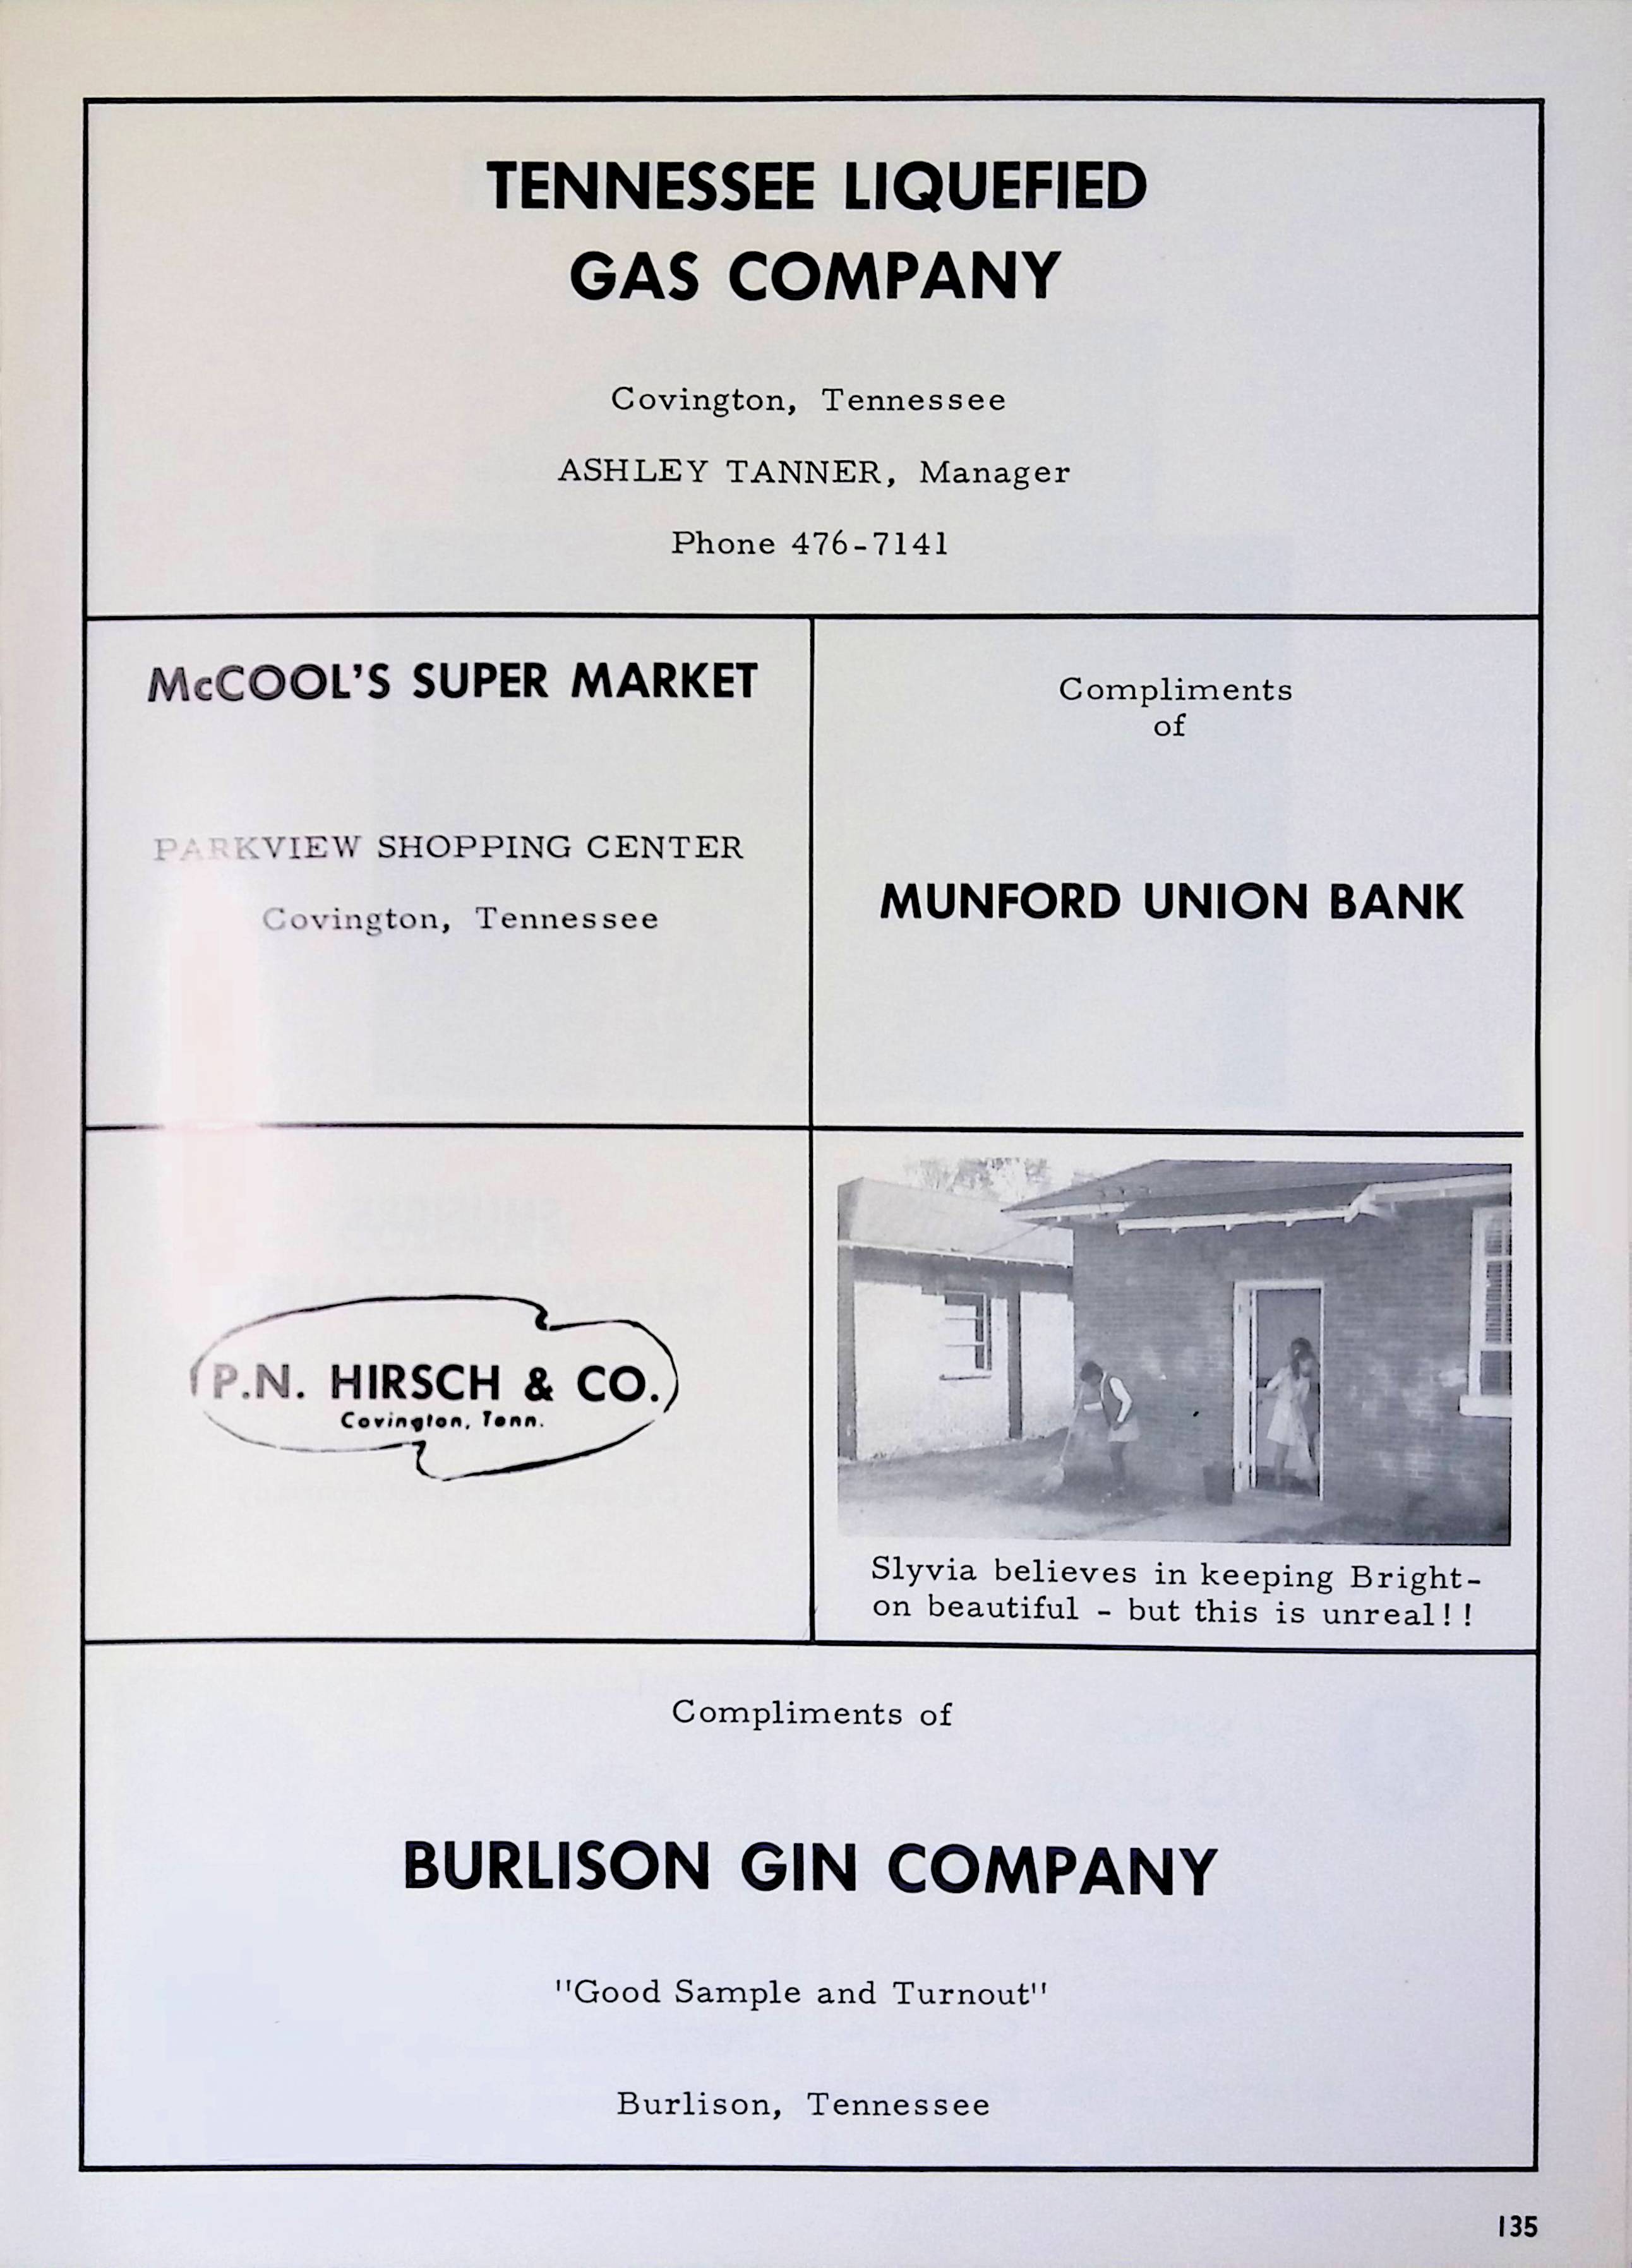 TENNESSEE LIQUEFIED
GAS COMPANY
Covington, Tennessee
ASHLEY TANNER, Manager
Phone 476-7141
McCOOL'S SUPER MARKET
PARKVIEW SHOPPING CENTER
Covington, Tennessee
Compliments
of
MUNFORD UNION BANK
P.N. HIRSCH & CO.
Covington, Tenn.
Slyvia believes in keeping Bright-
on beautiful - but this is unreal!!
Compliments of
BURLISON GIN COMPANY
"Good Sample and Turnout"
Burlison, Tennessee
135